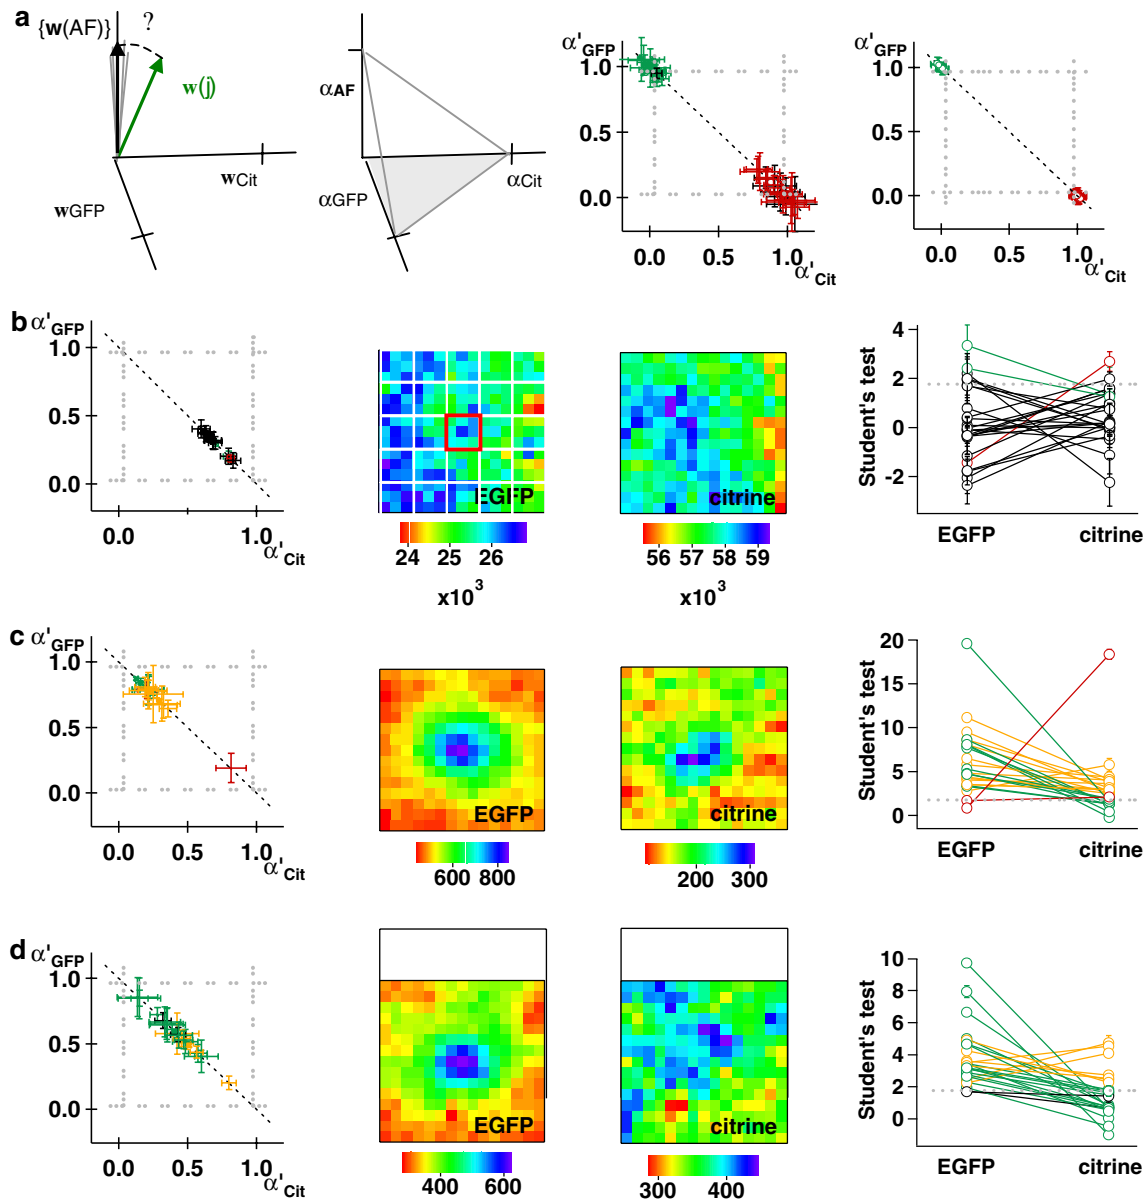 a
{w(AF)}
?
w(j)
wCit
wGFP
αAF
αCit
αGFP
α'GFP
1.0
0.5
0.0
0.0 0.5 1.0
α'Cit
α'GFP
1.0
0.5
0.0
0.0 0.5 1.0
α'Cit
b
α'GFP
1.0
0.5
0.0
0.0 0.5 1.0
α'Cit
EGFP
24 25 26
x10³
citrine
56 57 58 59
x10³
Student's test
4
2
0
-2
EGFP citrine
c
α'GFP
1.0
0.5
0.0
0.0 0.5 1.0
α'Cit
EGFP
600 800
citrine
200 300
Student's test
20
15
10
5
0
EGFP citrine
d
α'GFP
1.0
0.5
0.0
0.0 0.5 1.0
α'Cit
EGFP
400 600
citrine
300 400
Student's test
10
8
6
4
2
0
EGFP citrine